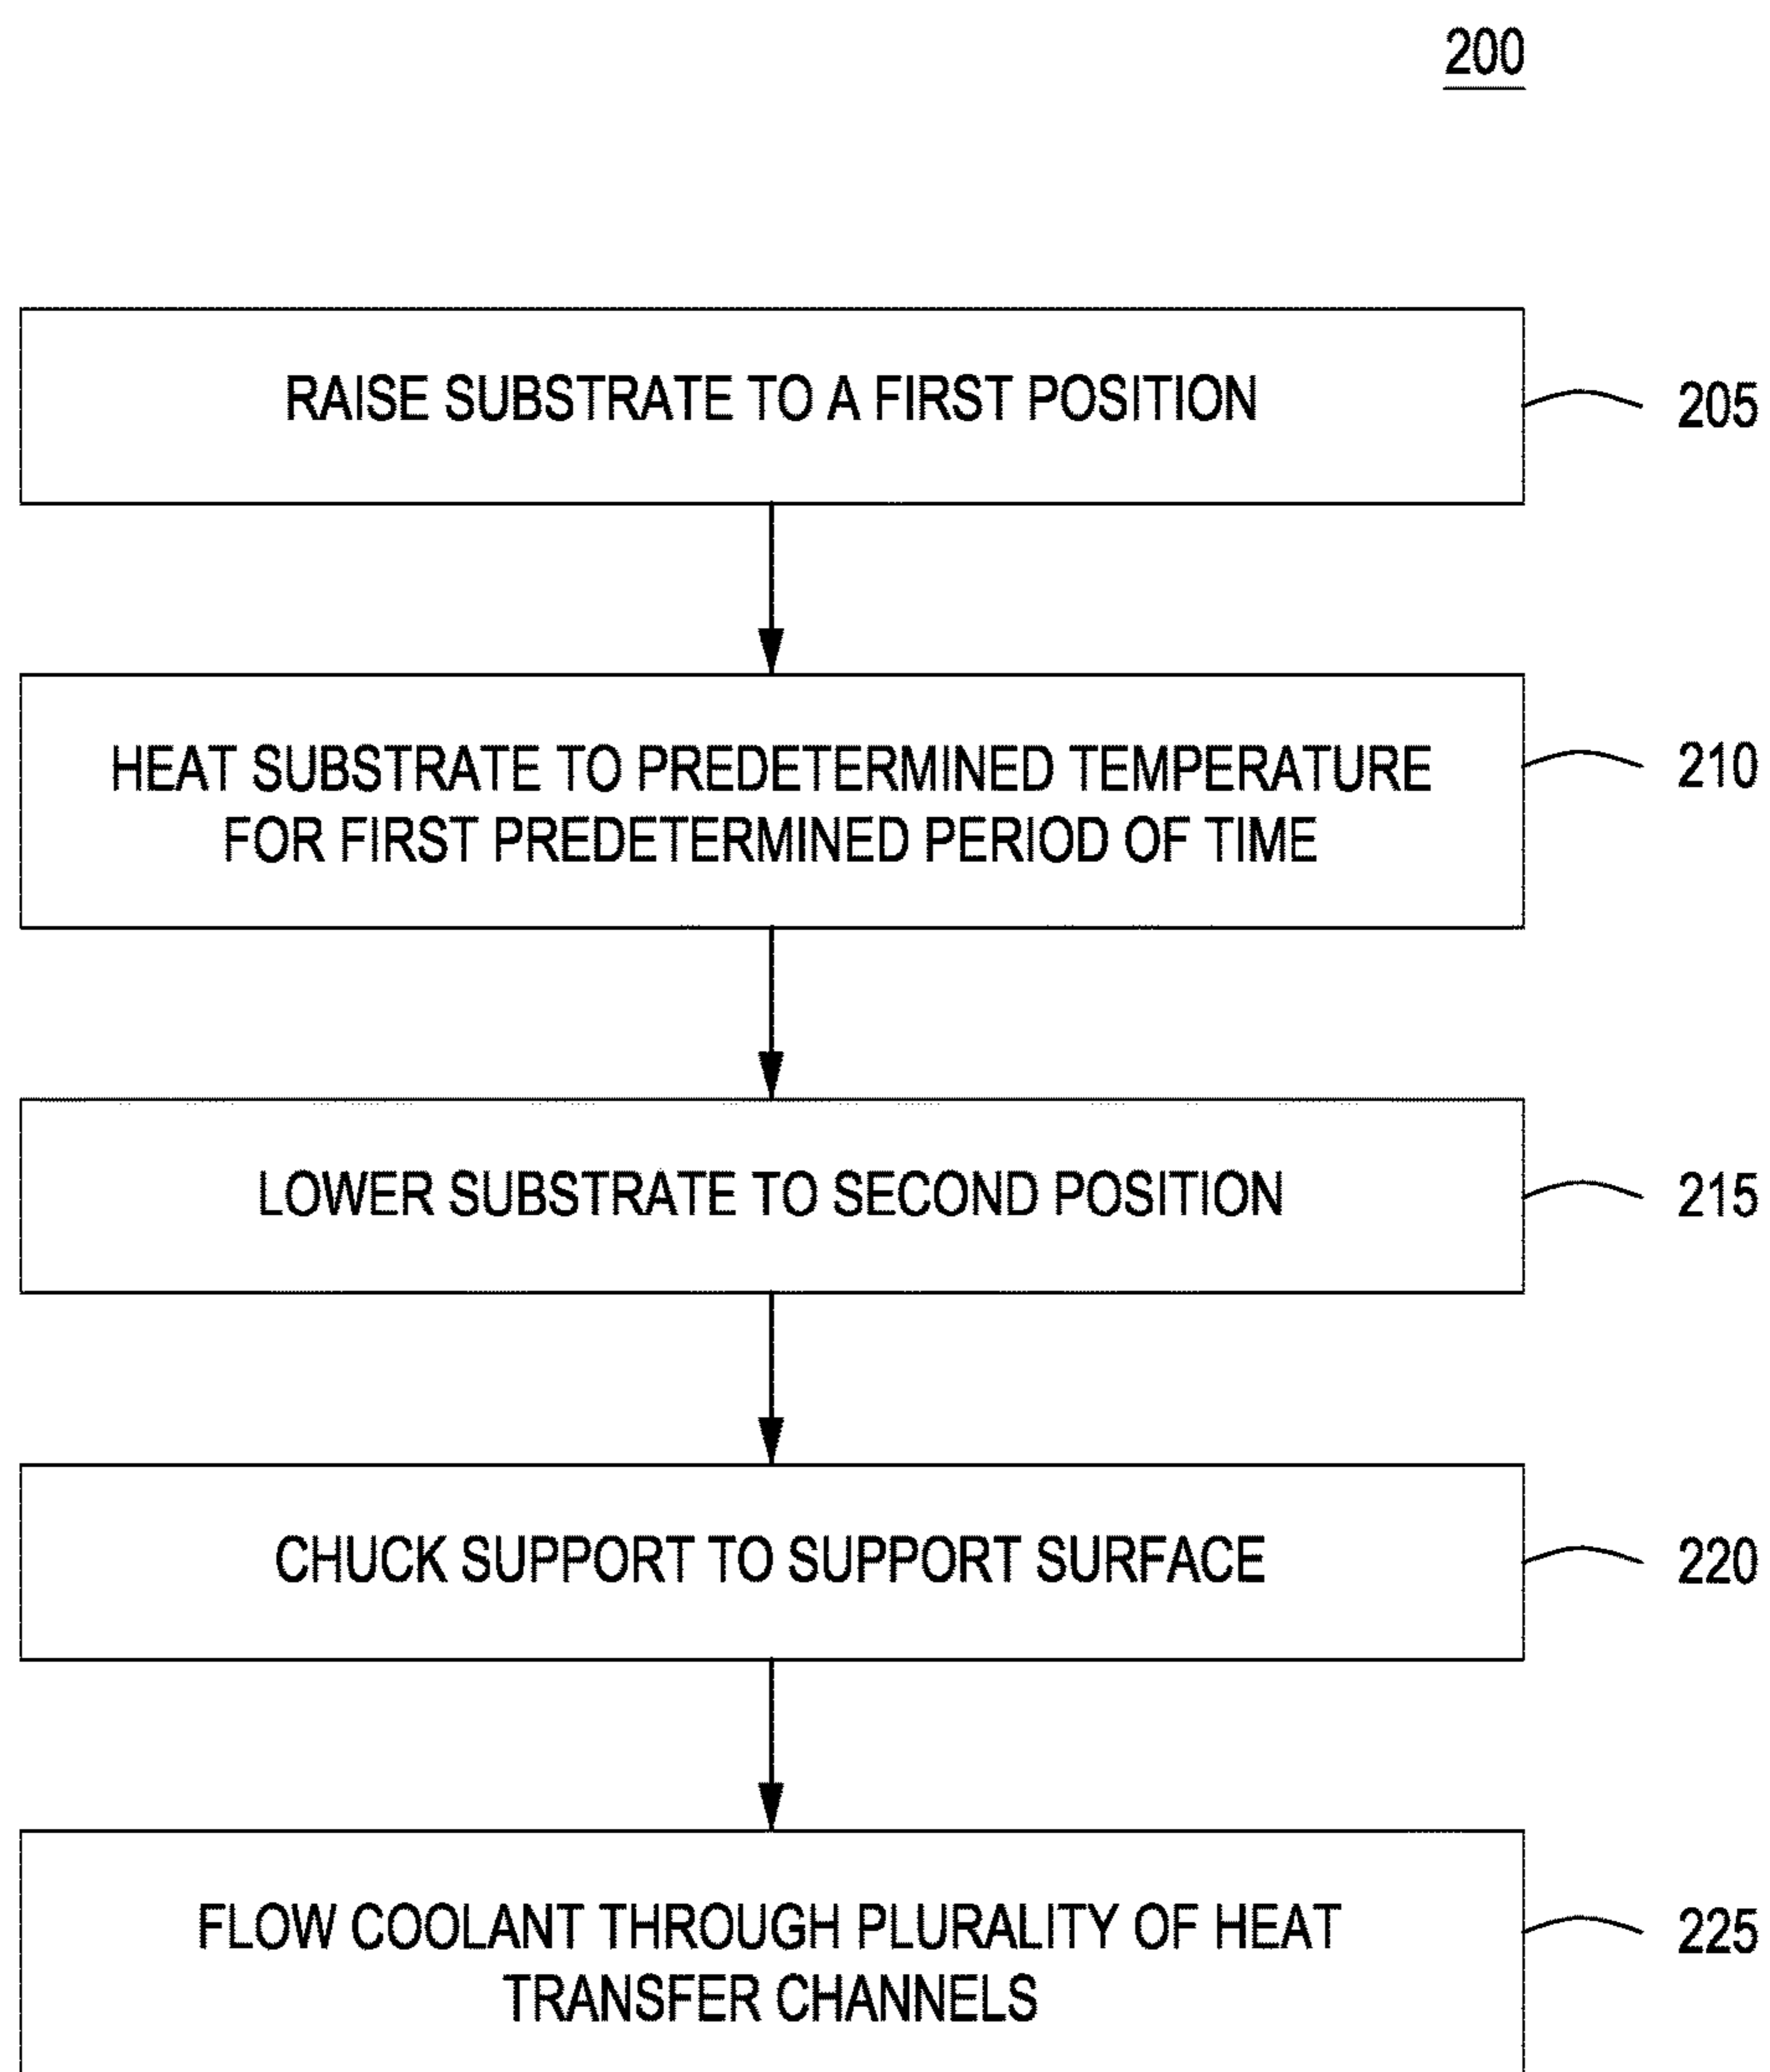 200
RAISE SUBSTRATE TO A FIRST POSITION
205
HEAT SUBSTRATE TO PREDETERMINED TEMPERATURE
FOR FIRST PREDETERMINED PERIOD OF TIME
210
LOWER SUBSTRATE TO SECOND POSITION
215
CHUCK SUPPORT TO SUPPORT SURFACE
220
FLOW COOLANT THROUGH PLURALITY OF HEAT
TRANSFER CHANNELS
225